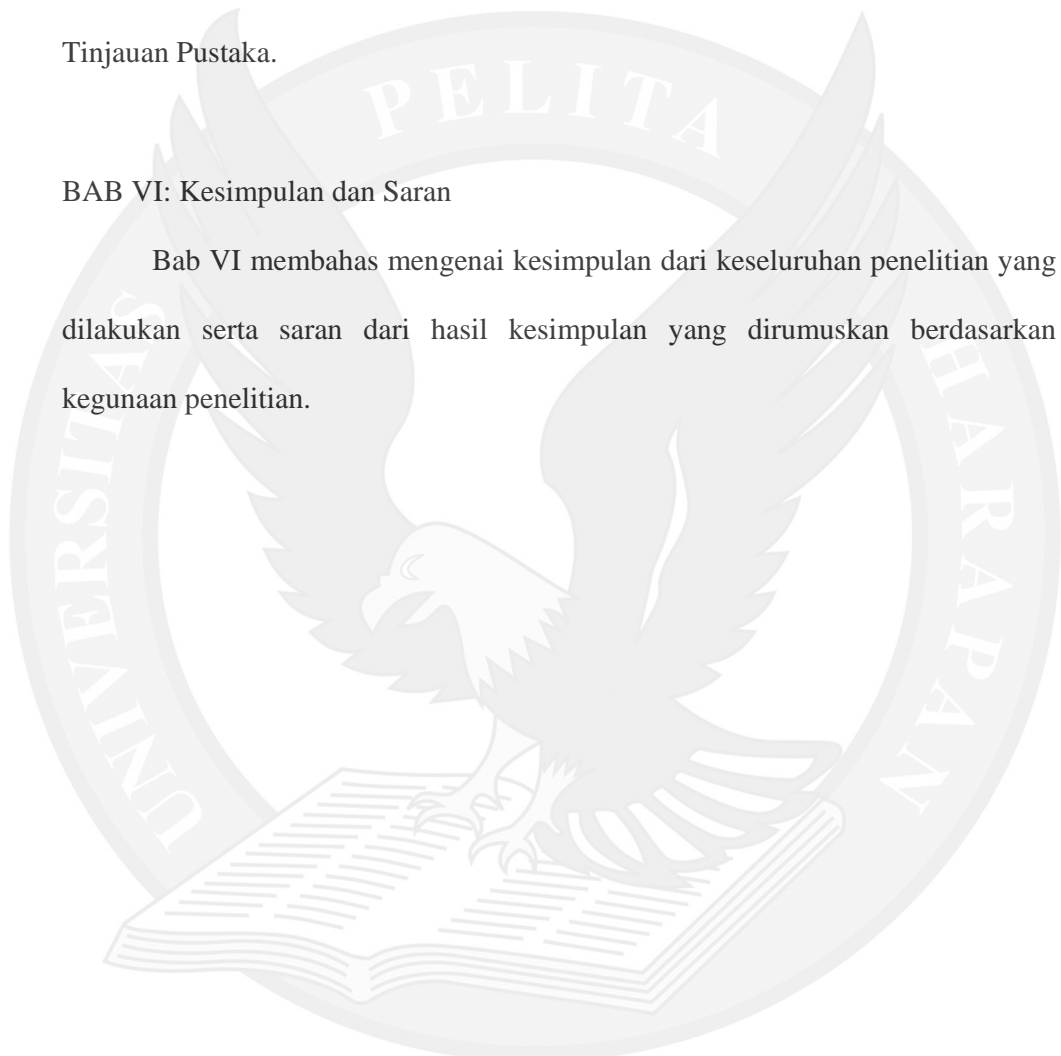 Tinjauan Pustaka.
BAB VI: Kesimpulan dan Saran
Bab VI membahas mengenai kesimpulan dari keseluruhan penelitian yang
dilakukan serta saran dari hasil kesimpulan yang dirumuskan berdasarkan
kegunaan penelitian.
UNIVERSITAS PELITA HARAPAN